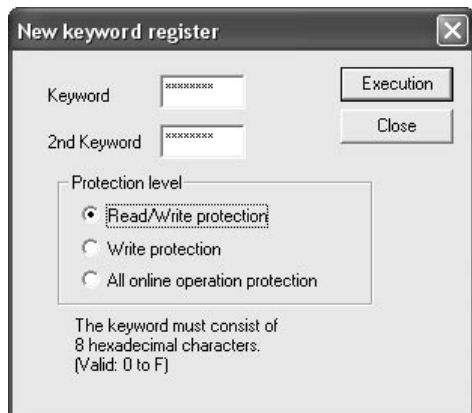 New keyword register
Keyword
********
Execution
2nd Keyword
********
Close
Protection level
Read/Write protection
Write protection
All online operation protection
The keyword must consist of
8 hexadecimal characters.
(Valid: 0 to F)